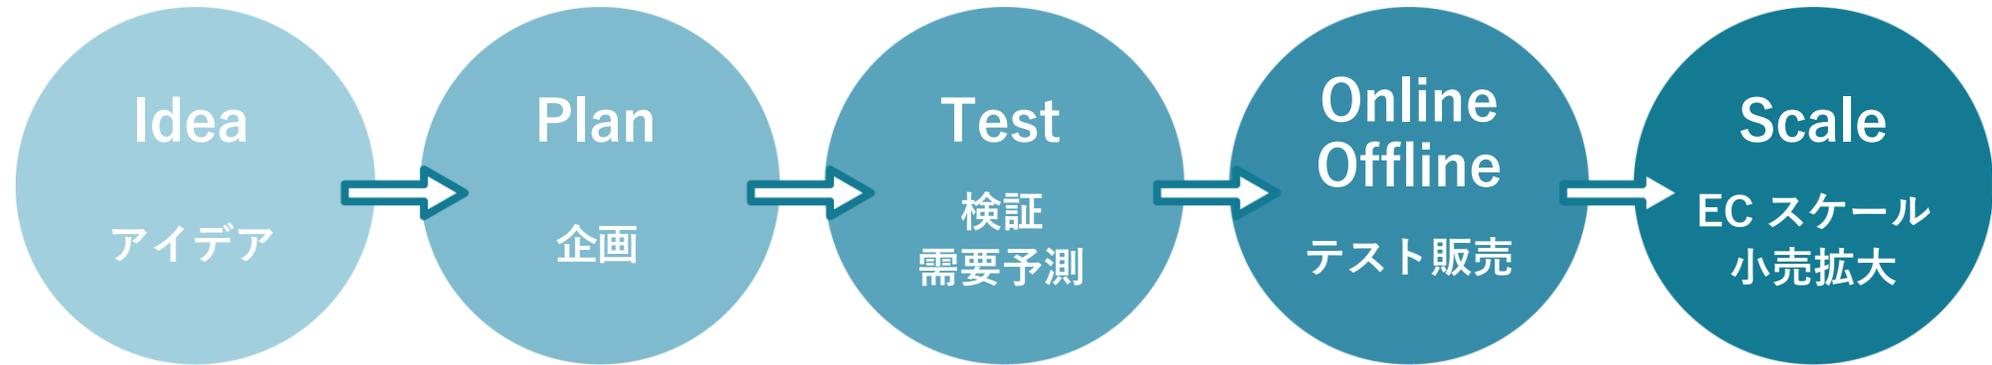 Idea
アイデア
Plan
企画
Test
検証
需要予測
Online
Offline
テスト販売
Scale
EC スケール
小売拡大